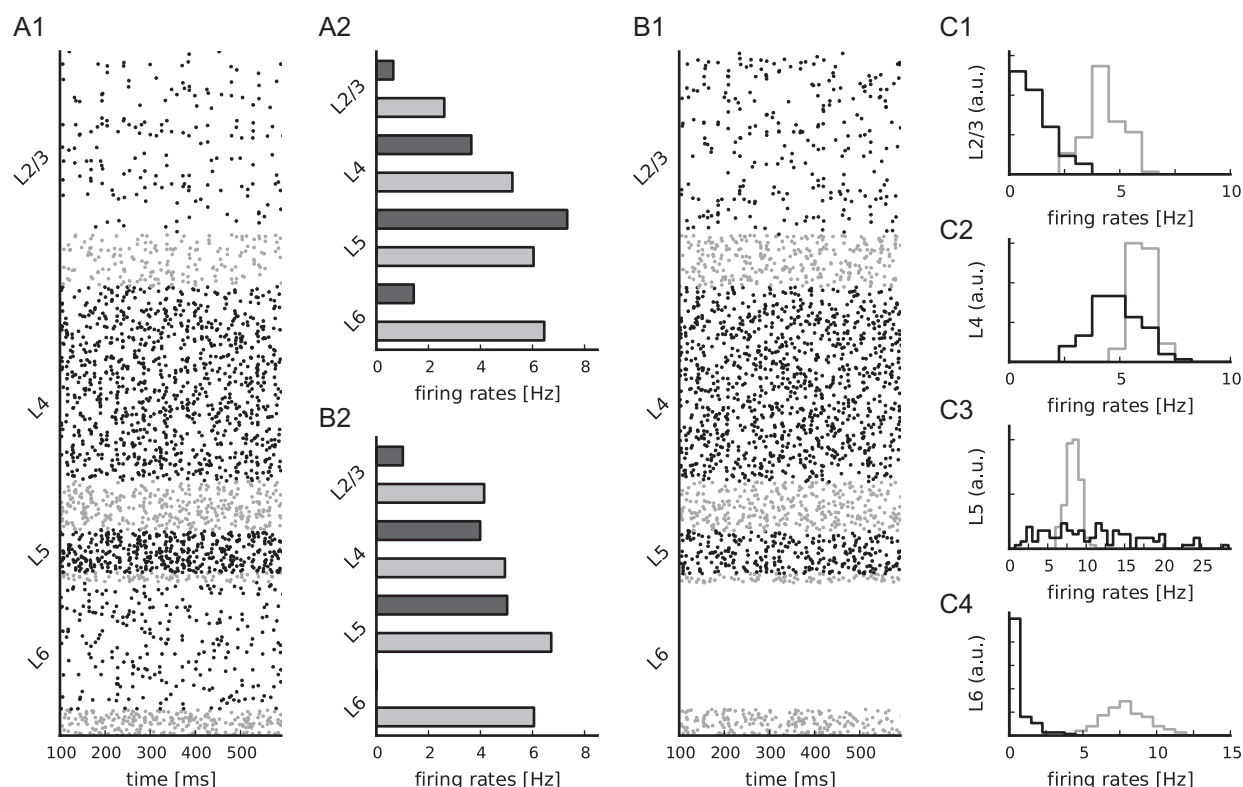 A1
L2/3
L4
L5
L6
100 200 300 400 500
time [ms]
A2
L2/3
L4
L5
L6
0 2 4 6 8
firing rates [Hz]
B2
L2/3
L4
L5
L6
0 2 4 6 8
firing rates [Hz]
B1
L2/3
L4
L5
L6
100 200 300 400 500
time [ms]
C1
L2/3 (a.u.)
0 5 10
firing rates [Hz]
C2
L4 (a.u.)
0 5 10
firing rates [Hz]
C3
L5 (a.u.)
0 5 10 15 20 25
firing rates [Hz]
C4
L6 (a.u.)
0 5 10 15
firing rates [Hz]